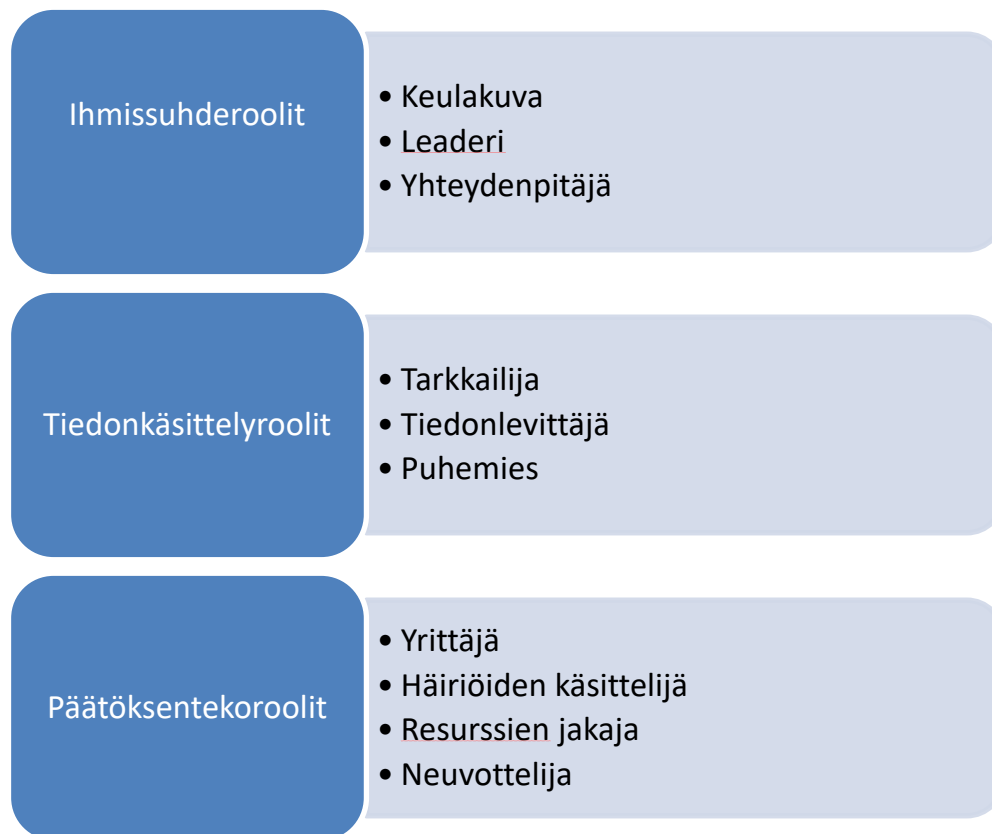 Ihmissuhderoolit
• Keulakuva
• Leaderi
• Yhteydenpitäjä
Tiedonkäsittelyroolit
• Tarkkailija
• Tiedonlevittäjä
• Puhemies
Päätöksentekoroolit
• Yrittäjä
• Häiriöiden käsittelijä
• Resurssien jakaja
• Neuvottelija